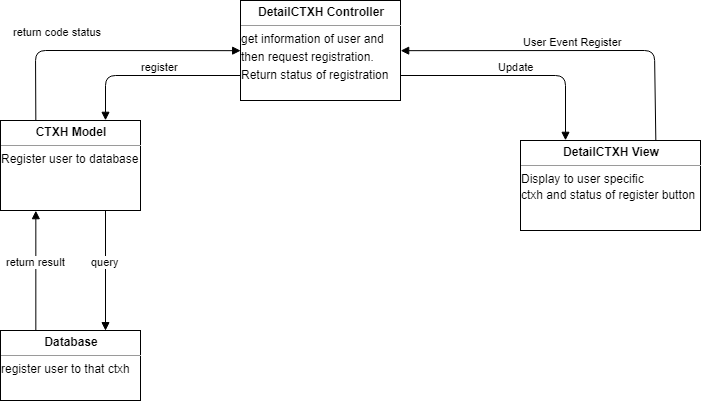 DetailCTXH Controller
get information of user and
then request registration.
Return status of registration
return code status
User Event Register
register
Update
CTXH Model
Register user to database
DetailCTXH View
Display to user specific
ctxh and status of register button
return result
query
Database
register user to that ctxh